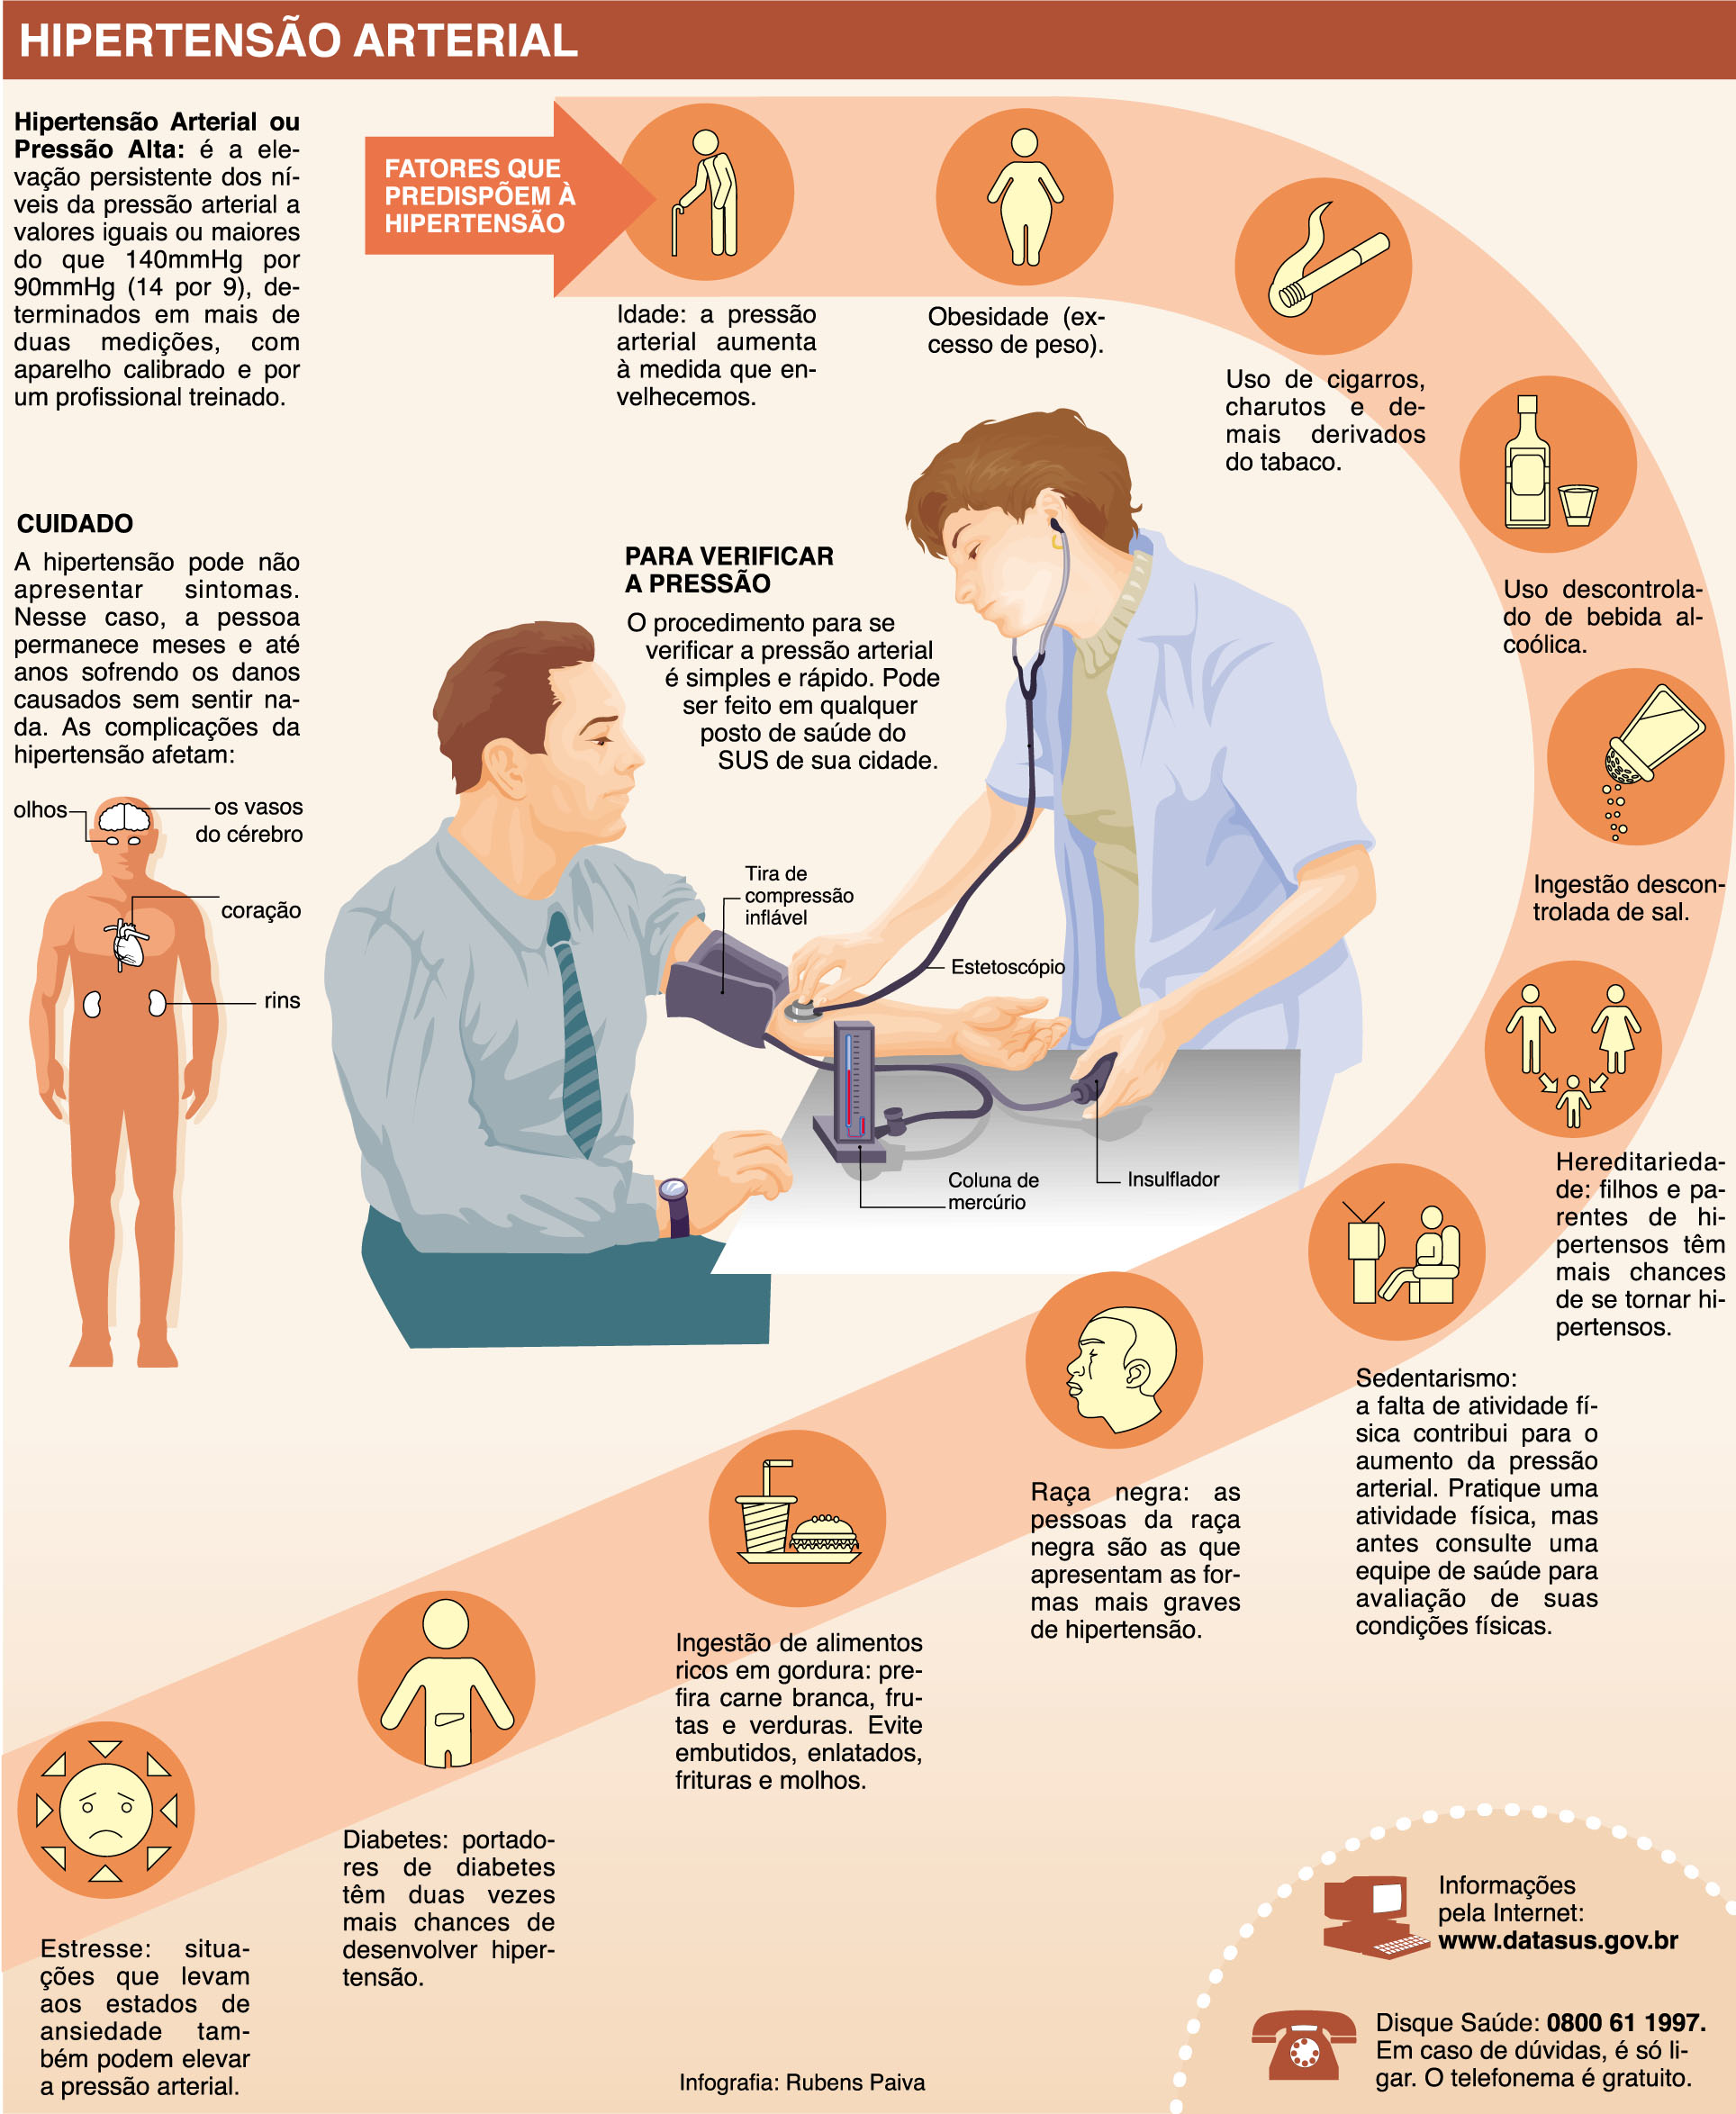 HIPERTENSÃO ARTERIAL
Hipertensão Arterial ou
Pressão Alta: é a ele-
vação persistente dos ní-
veis da pressão arterial a
valores iguais ou maiores
do que 140mmHg por
90mmHg (14 por 9), de-
terminados em mais de
duas medições, com
aparelho calibrado e por
um profissional treinado.
FATORES QUE
PREDISPÕEM À
HIPERTENSÃO
Idade: a pressão
arterial aumenta
à medida que en-
velhecemos.
Obesidade (ex-
cesso de peso).
Uso de cigarros,
charutos e de-
mais derivados
do tabaco.
Uso descontrola-
do de bebida al-
coólica.
Ingestão descon-
trolada de sal.
Hereditarieda-
de: filhos e pa-
rentes de hi-
pertensos têm
mais chances
de se tornar hi-
pertensos.
Sedentarismo:
a falta de atividade fí-
sica contribui para o
aumento da pressão
arterial. Pratique uma
atividade física, mas
antes consulte uma
equipe de saúde para
avaliação de suas
condições físicas.
Raça negra: as
pessoas da raça
negra são as que
apresentam as for-
mas mais graves
de hipertensão.
Ingestão de alimentos
ricos em gordura: pre-
fira carne branca, fru-
tas e verduras. Evite
embutidos, enlatados,
frituras e molhos.
Diabetes: portado-
res de diabetes
têm duas vezes
mais chances de
desenvolver hiper-
tensão.
Estresse: situa-
ções que levam
aos estados de
ansiedade tam-
bém podem elevar
a pressão arterial.
CUIDADO
A hipertensão pode não
apresentar sintomas.
Nesse caso, a pessoa
permanece meses e até
anos sofrendo os danos
causados sem sentir na-
da. As complicações da
hipertensão afetam:
olhos
os vasos
do cérebro
coração
rins
PARA VERIFICAR
A PRESSÃO
O procedimento para se
verificar a pressão arterial
é simples e rápido. Pode
ser feito em qualquer
posto de saúde do
SUS de sua cidade.
Tira de
compressão
inflável
Estetoscópio
Coluna de
mercúrio
Insulflador
Informações
pela Internet:
www.datasus.gov.br
Disque Saúde: 0800 61 1997.
Em caso de dúvidas, é só li-
gar. O telefonema é gratuito.
Infografia: Rubens Paiva